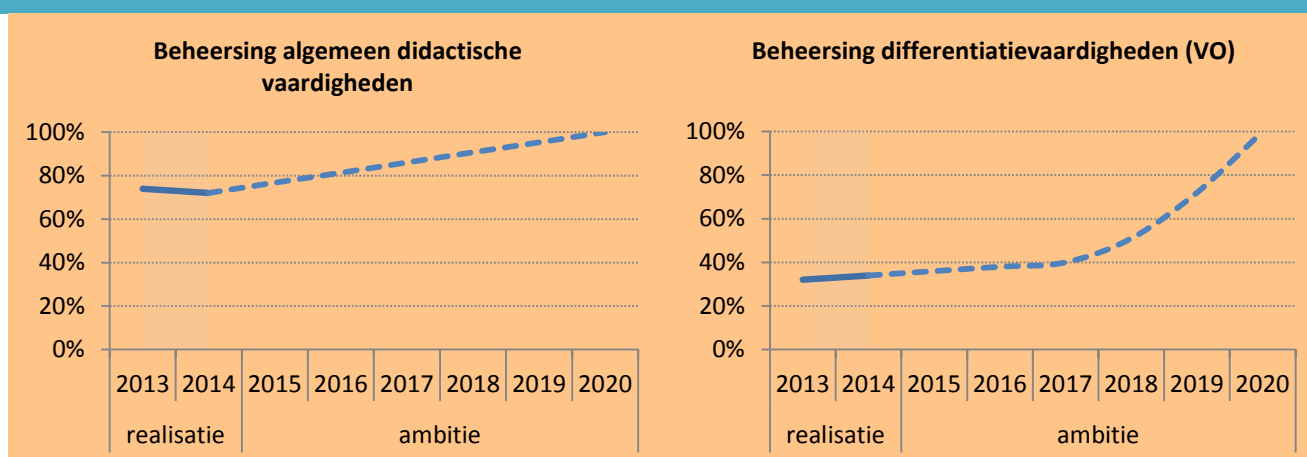 Beheersing algemeen didactische
vaardigheden
100%
80%
60%
40%
20%
0%
2013 2014 2015 2016 2017 2018 2019 2020
realisatie ambitie
Beheersing differentiatievaardigheden (VO)
100%
80%
60%
40%
20%
0%
2013 2014 2015 2016 2017 2018 2019 2020
realisatie ambitie